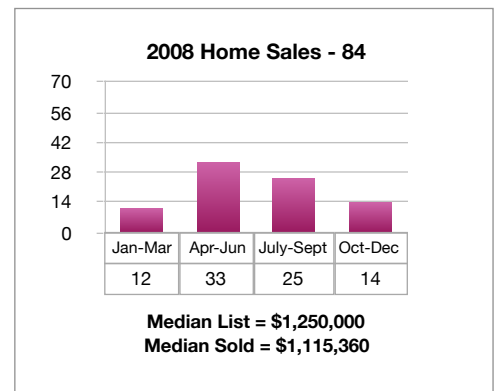 2008 Home Sales - 84
70
56
42
28
14
0
Jan-Mar Apr-Jun July-Sept Oct-Dec
12 33 25 14
Median List = $1,250,000
Median Sold = $1,115,360